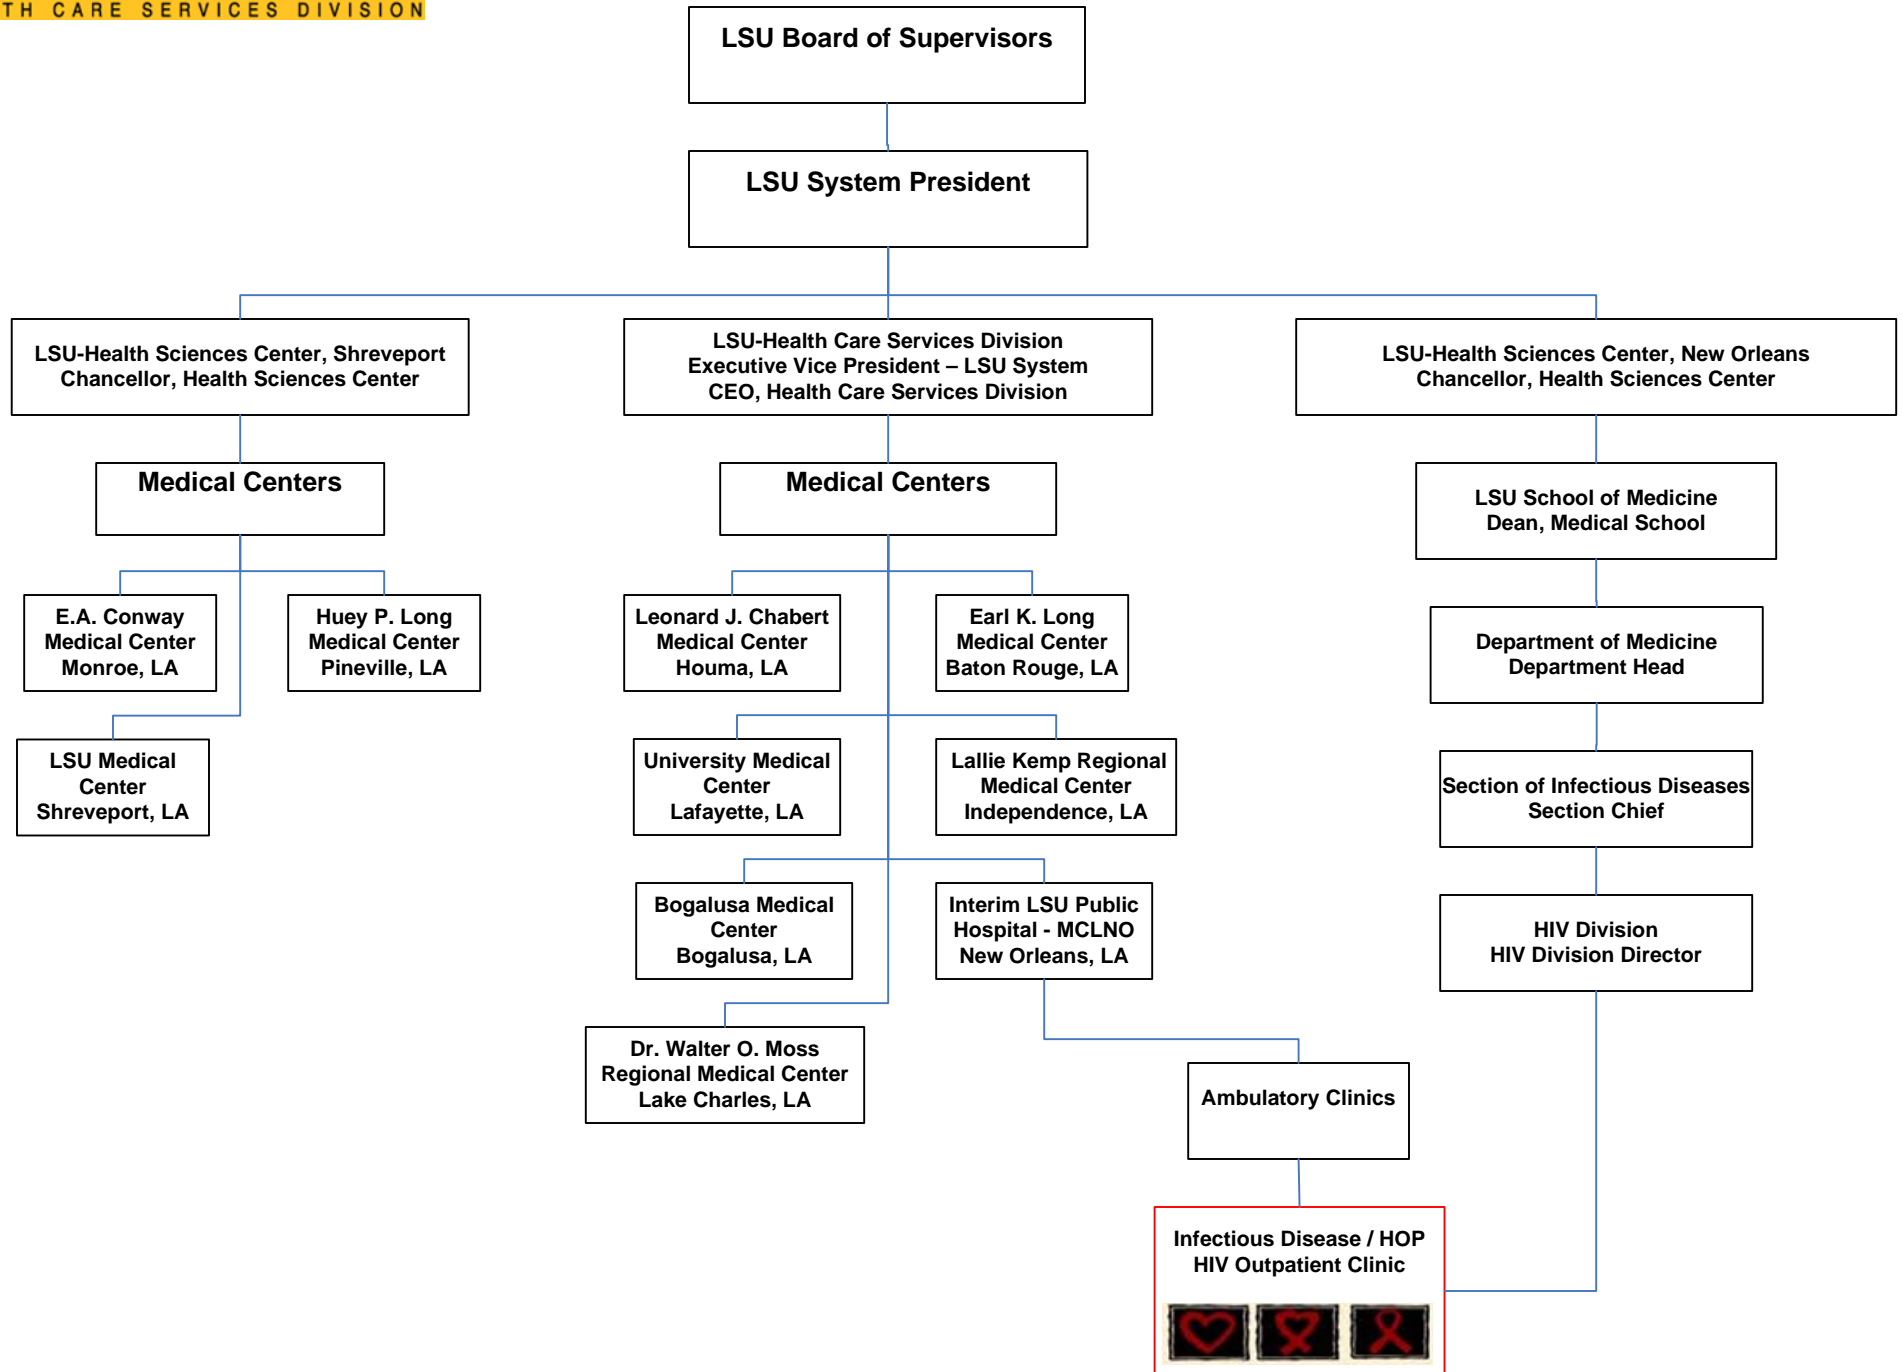 TH CARE SERVICES DIVISION
LSU Board of Supervisors
LSU System President
LSU-Health Sciences Center, Shreveport
Chancellor, Health Sciences Center
LSU-Health Care Services Division
Executive Vice President – LSU System
CEO, Health Care Services Division
LSU-Health Sciences Center, New Orleans
Chancellor, Health Sciences Center
Medical Centers
Medical Centers
LSU School of Medicine
Dean, Medical School
E.A. Conway
Medical Center
Monroe, LA
Huey P. Long
Medical Center
Pineville, LA
Leonard J. Chabert
Medical Center
Houma, LA
Earl K. Long
Medical Center
Baton Rouge, LA
Department of Medicine
Department Head
LSU Medical
Center
Shreveport, LA
University Medical
Center
Lafayette, LA
Lallie Kemp Regional
Medical Center
Independence, LA
Section of Infectious Diseases
Section Chief
Bogalusa Medical
Center
Bogalusa, LA
Interim LSU Public
Hospital - MCLNO
New Orleans, LA
HIV Division
HIV Division Director
Dr. Walter O. Moss
Regional Medical Center
Lake Charles, LA
Ambulatory Clinics
Infectious Disease / HOP
HIV Outpatient Clinic